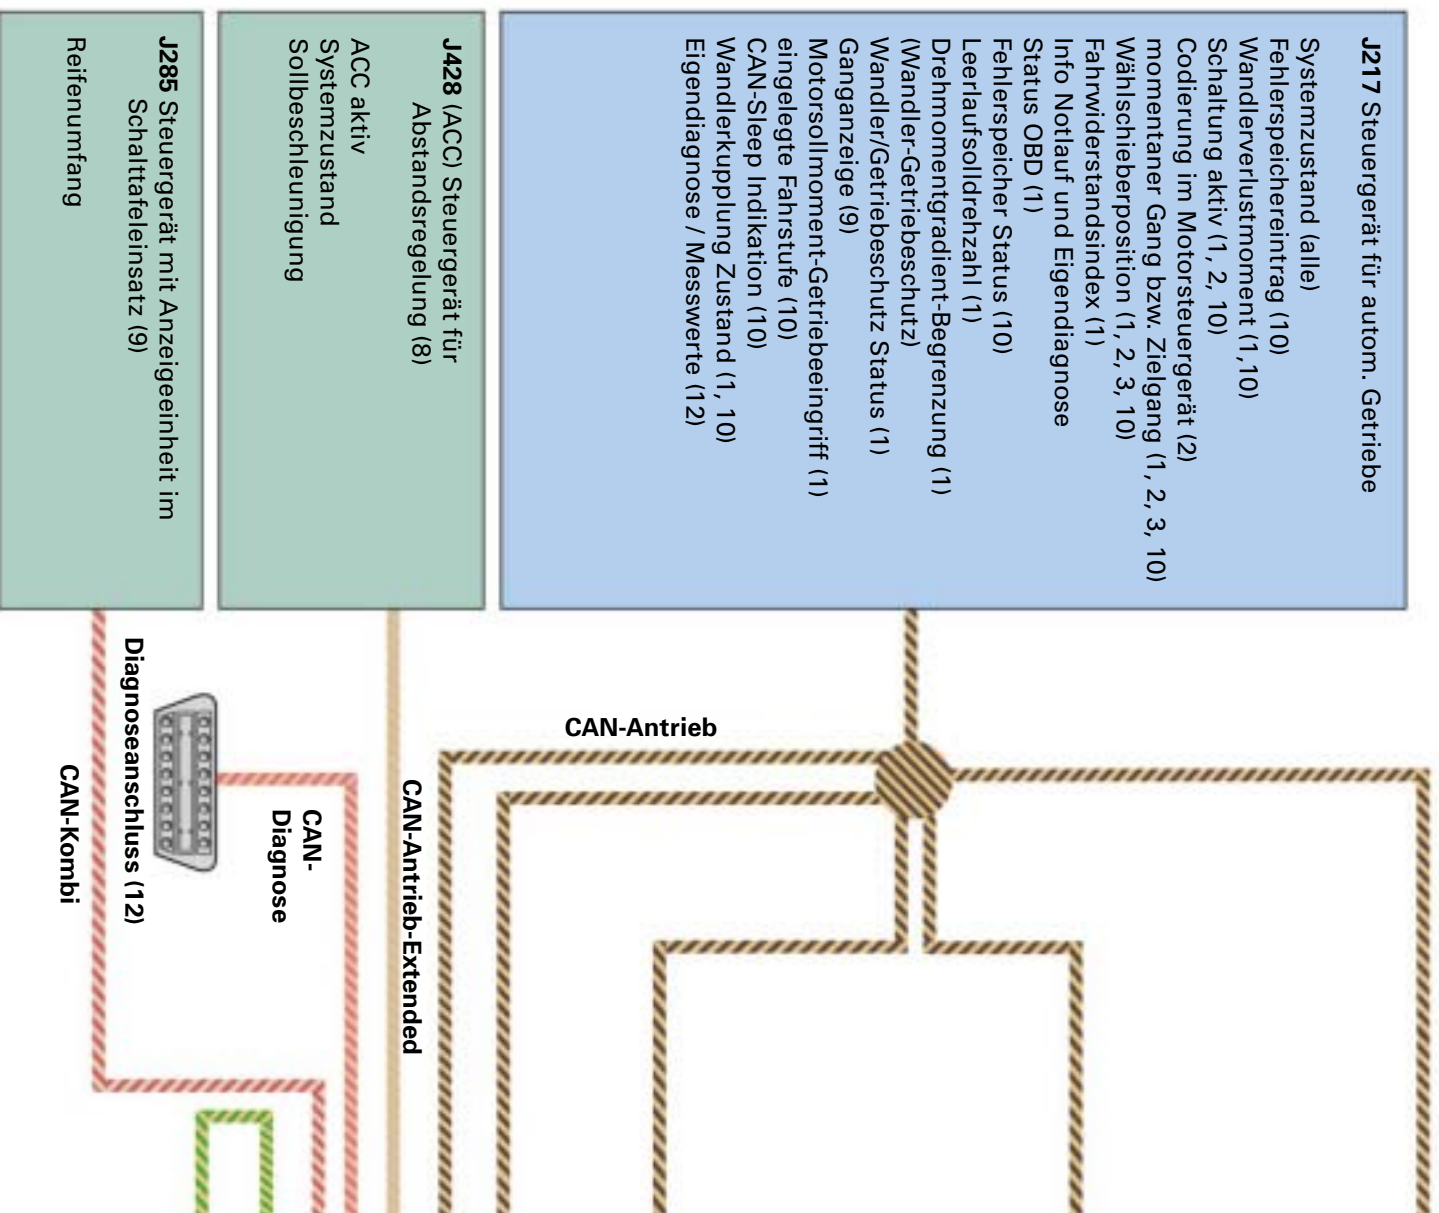 J217 Steuergerät für autom. Getriebe
Systemzustand (alle)
Fehlerspeichereintrag (10)
Wandlerverlustmoment (1,10)
Schaltung aktiv (1, 2, 10)
Codierung im Motorsteuergerät (2)
momentaner Gang bzw. Zielgang (1, 2, 3, 10)
Wählschieberposition (1, 2, 3, 10)
Fahrwiderstandsindex (1)
Info Notlauf und Eigendiagnose
Status OBD (1)
Fehlerspeicher Status (10)
Leerlaufsolldrehzahl (1)
Drehmomentgradient-Begrenzung (1)
(Wandler-Getriebeschutz)
Wandler/Getriebeschutz Status (1)
Ganganzeige (9)
Motorsollmoment-Getriebeeingriff (1)
eingelegte Fahrstufe (10)
CAN-Sleep Indikation (10)
Wandlerkupplung Zustand (1, 10)
Eigendiagnose / Messwerte (12)
J428 (ACC) Steuergerät für
Abstandsregelung (8)
ACC aktiv
Systemzustand
Sollbeschleunigung
J285 Steuergerät mit Anzeigeeinheit im
Schalttafeleinsatz (9)
Reifenumfang
CAN-Antrieb
CAN-Antrieb-Extended
CAN-
Diagnose
Diagnoseanschluss (12)
CAN-Kombi